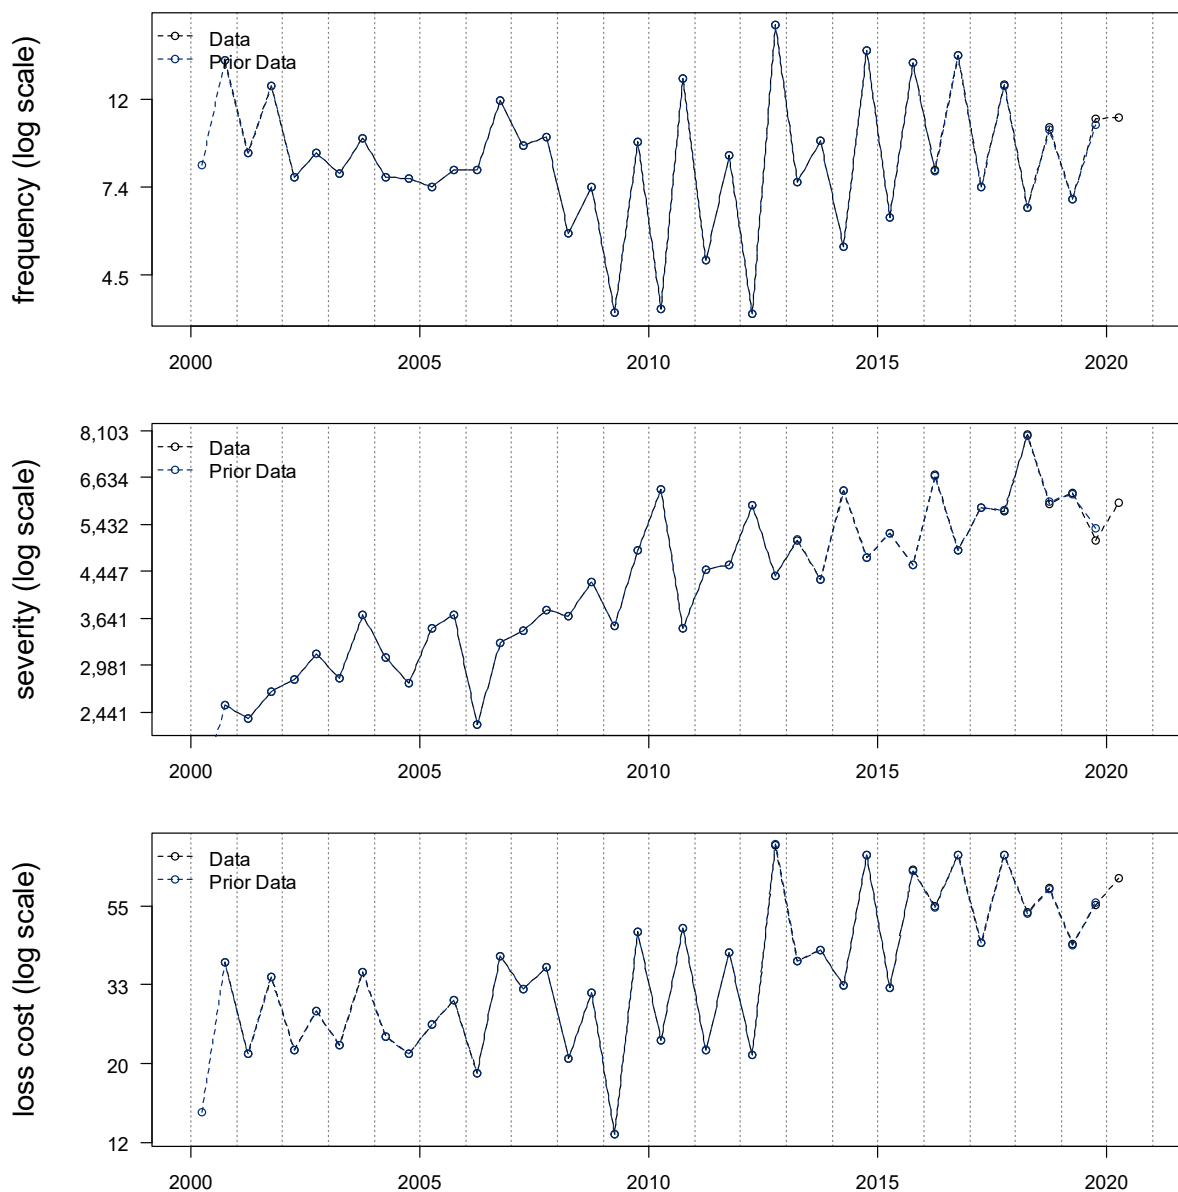 frequency (log scale)
Data
Prior Data
12
7.4
4.5
2000 2005 2010 2015 2020
severity (log scale)
Data
Prior Data
8,103
6,634
5,432
4,447
3,641
2,981
2,441
2000 2005 2010 2015 2020
loss cost (log scale)
Data
Prior Data
55
33
20
12
2000 2005 2010 2015 2020